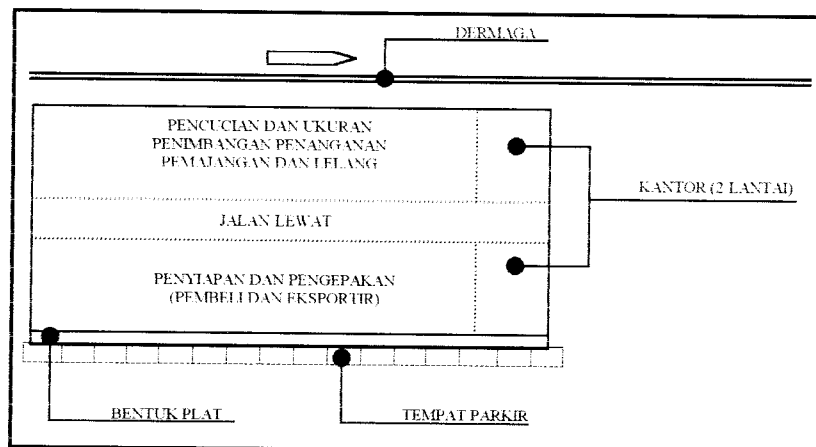 DERMAGA
PENCUCIAN DAN UKURAN
PENIMBANGAN PENANGANAN
PEMAJANGAN DAN LELANG
KANTOR (2 LANTAI)
JALAN LEWAT
PENYIAPAN DAN PENGEPAKAN
(PEMBELI DAN EKSPORTIR)
BENTUK PLAT
TEMPAT PARKIR